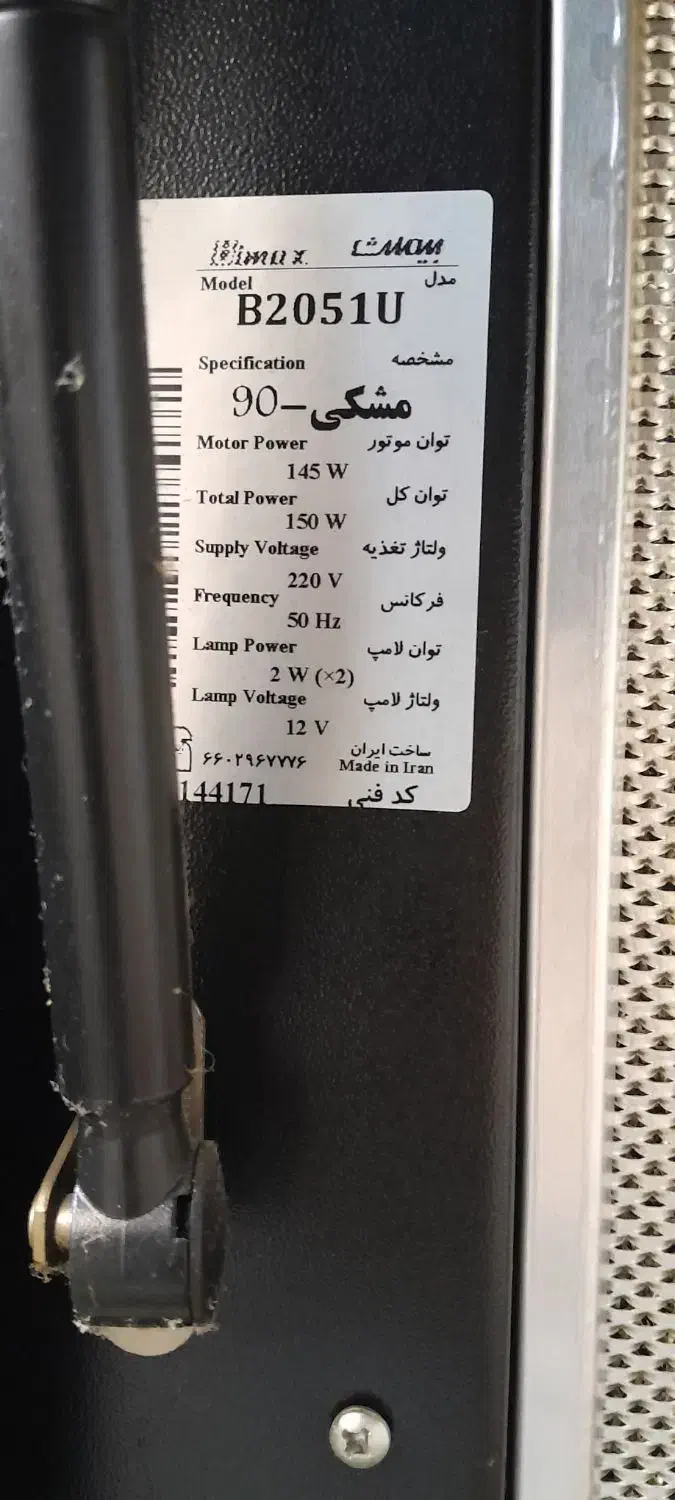 Bimax بیمکث
Model مدل
B2051U
Specification مشخصه
مشکی-90
Motor Power توان موتور
145 W
Total Power توان کل
150 W
Supply Voltage ولتاژ تغذیه
220 V
Frequency فرکانس
50 Hz
Lamp Power توان لامپ
2 W (×2)
Lamp Voltage ولتاژ لامپ
12 V
ساخت ایران
۶۶۰۲۹۶۷۷۷۶ Made in Iran
144171 کد فنی